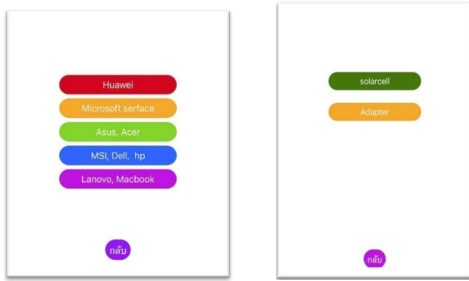 Huawei
Microsoft serface
Asus, Acer
MSI, Dell, hp
Lanovo, Macbook
กลับ
solarcell
Adapter
กลับ